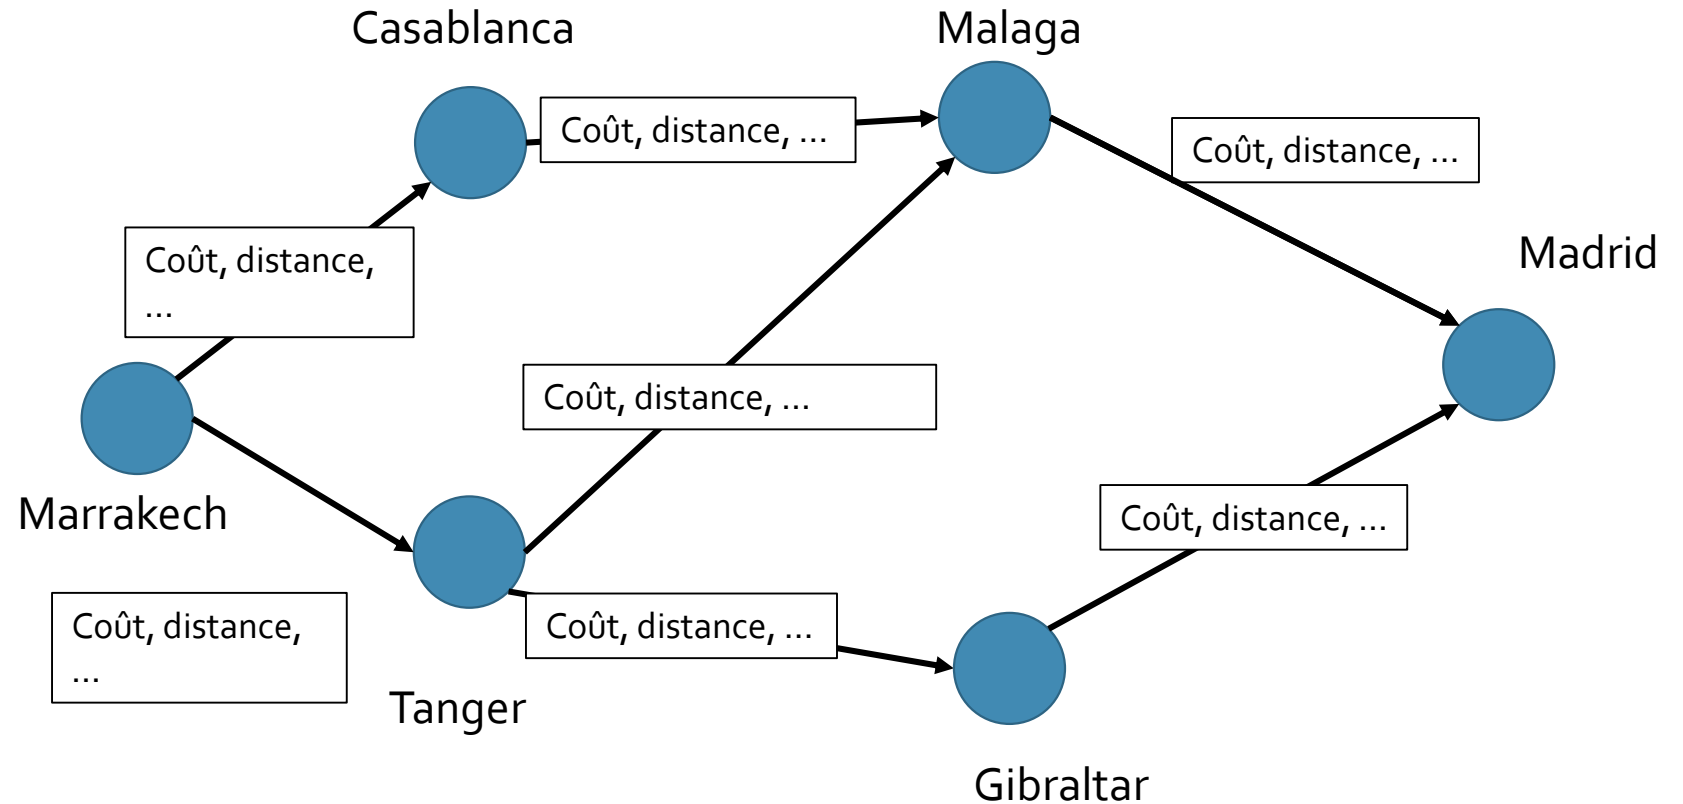 Casablanca
Malaga
Coût, distance, ...
Coût, distance, ...
Coût, distance,
...
Madrid
Coût, distance, ...
Marrakech
Coût, distance, ...
Coût, distance,
...
Coût, distance, ...
Tanger
Gibraltar